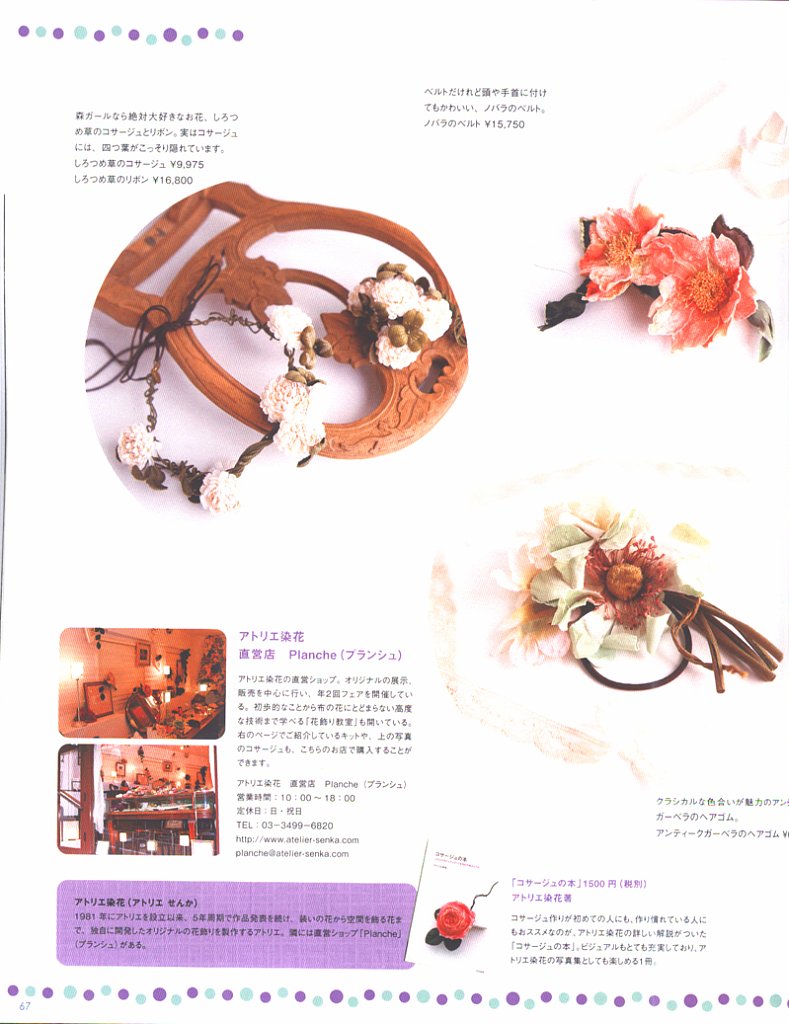 森ガールなら絶対大好きなお花、しろつ
め草のコサージュとリボン。実はコサージュ
には、四つ葉がこっそり隠れています。
しろつめ草のコサージュ ¥9,975
しろつめ草のリボン ¥16,800
ベルトだけれど頭や手首に付け
てもかわいい、ノバラのベルト。
ノバラのベルト ¥15,750
アトリエ染花
直営店 Planche(プランシュ)
アトリエ染花の直営ショップ。オリジナルの展示、
販売を中心に行い、年2回フェアを開催してい
る。初歩的なことから布の花にとどまらない高度
な技術まで学べる「花飾り教室」も開いている。
右のページでご紹介しているキットや、上の写真
のコサージュも、こちらのお店で購入することが
できます。
アトリエ染花 直営店 Planche (プランシュ)
営業時間:10:00〜18:00
定休日:日・祝日
TEL:03−3499−6820
http://www.atelier-senka.com
planche@atelier-senka.com
クラシカルな色合いが魅力のアン
ガーベラのヘアゴム。
アンティークガーベラのヘアゴム ¥
アトリエ染花(アトリエ せんか)
1981年にアトリエを設立以来、5年周期で作品発表を続け、装いの花から空間を飾る花ま
で、独自に開発したオリジナルの花飾りを製作するアトリエ。隣には直営ショップ「Planche」
(プランシュ)がある。
コサージュの本
「コサージュの本」1500円(税別)
アトリエ染花著
コサージュ作りが初めての人にも、作り慣れている人に
もおススメなのが、アトリエ染花の詳しい解説がついた
「コサージュの本」。ビジュアルもとても充実しており、ア
トリエ染花の写真集としても楽しめる1冊。
67